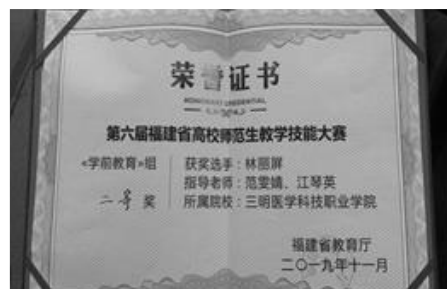 荣誉证书
HONORARY CREDENTIAL
第六届福建省高校师范生教学技能大赛
«学前教育»组
获奖选手：林丽屏
指导老师：范雯婧、江琴英
二等 奖
所属院校：三明医学科技职业学院
福建省教育厅
二〇一九年十一月